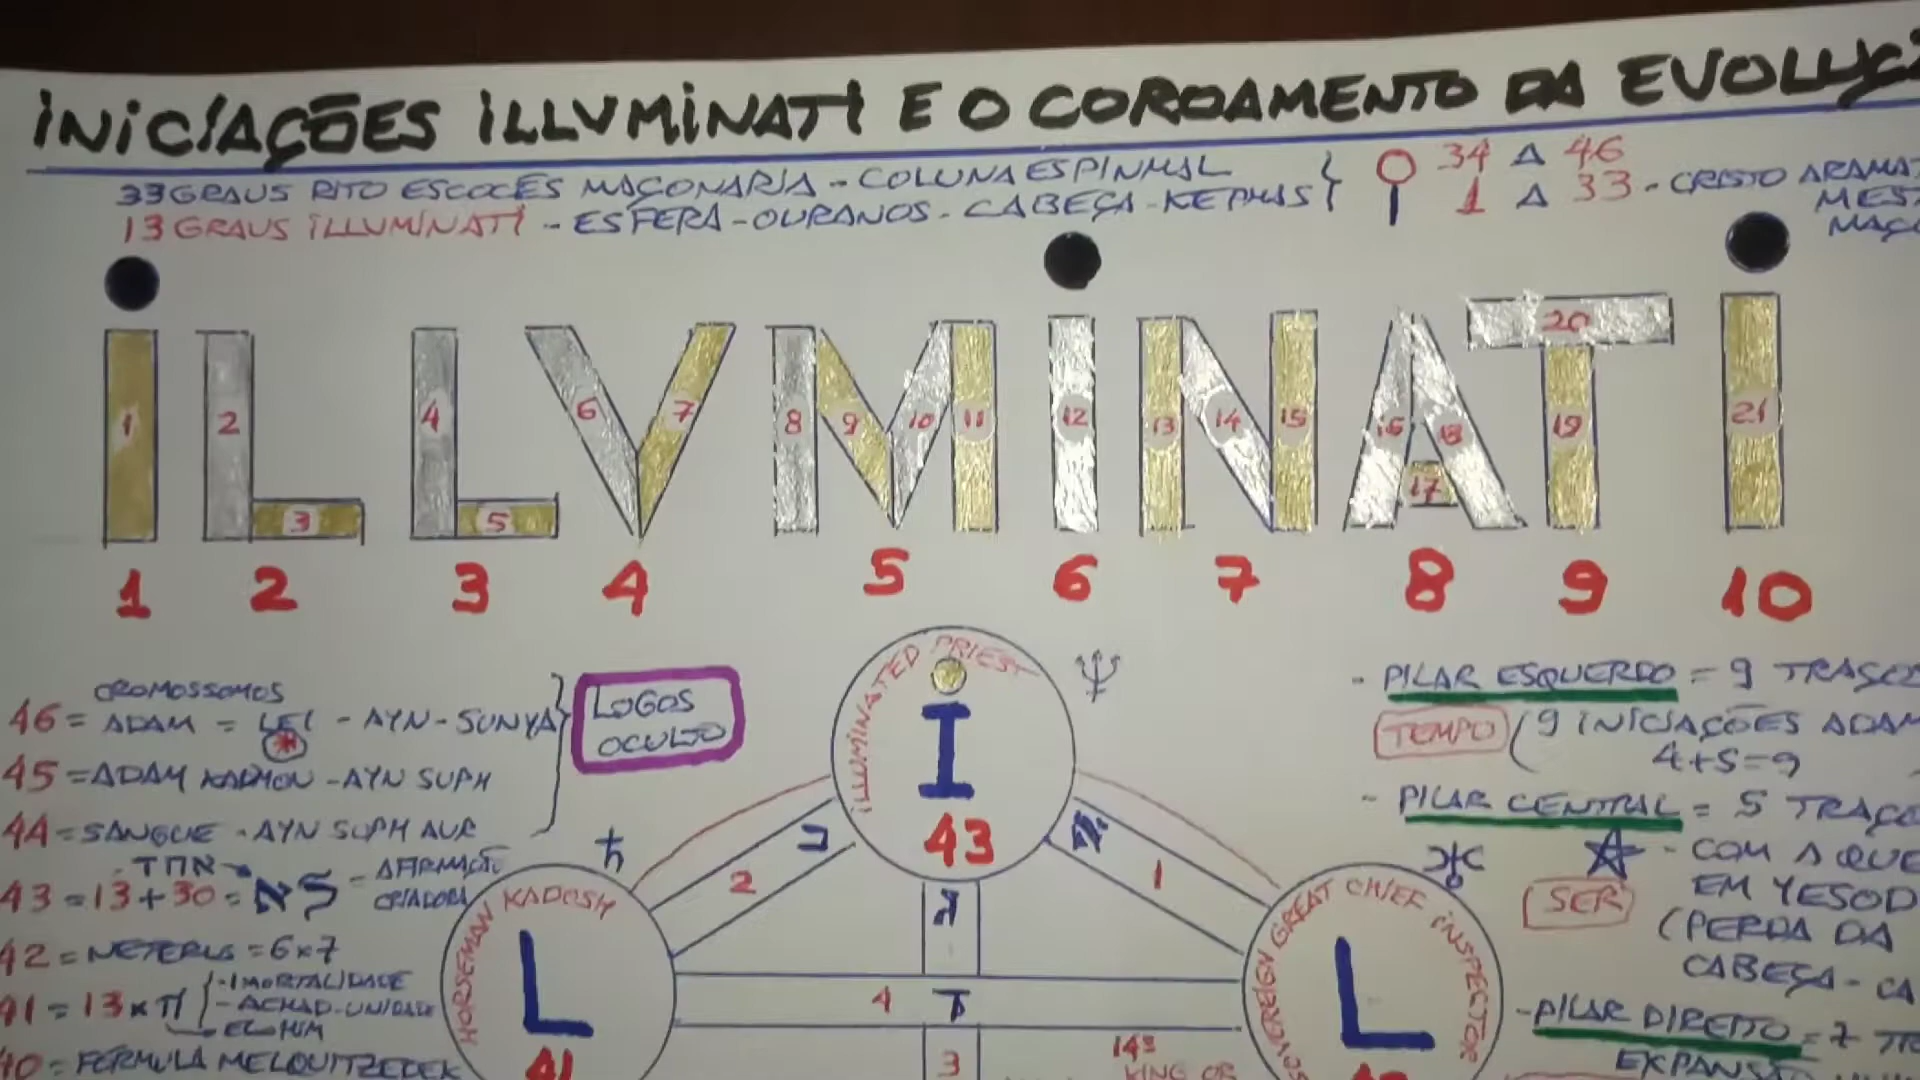 INICIAÇÕES ILLVMINATI E O COROAMENTO DA EVOLUÇÃ
33 GRAUS RITO ESCOCÊS MAÇONARIA - COLUNA ESPINHAL
13 GRAUS ILLUMINATI - ESFERA - OURANOS - CABEÇA - KEPHAS
34 A 46
1 A 33 - CRISTO ARAMA
MES
MAÇ
ILLVMINATI
1 2 3 4 5 6 7 8 9 10 11 12 13 14 15 16 17 18 19 20 21
1 2 3 4 5 6 7 8 9 10
CROMOSSOMOS
46 = ADAM = LEI - AYN - SUNYA
45 = ADAM KADMON - AYN SUPH
44 = SANGUE - AYN SUPH AUR
43 = 13 + 30 = - AFIRMAÇÃO
CRIADORA
42 = NETERUS = 6x7
41 = 13 x π - IMORTALIDADE
- ACHAD - UNIDADE
ELOHIM
40 = FÓRMULA MELQUITZEDEK
LOGOS
OCULTO
ILLUMINATED PRIEST
I
43
HORSEMAN KADOSH
L
41
SOVEREIGN GREAT CHIEF INSPECTOR
L
2
1
4
3
14º
KING OR
- PILAR ESQUERDO = 9 TRAÇOS
TEMPO (9 INICIAÇÕES ADAM
4+5=9
- PILAR CENTRAL = 5 TRAÇO
- COM A QUE
SER
EM YESOD
(PERDA DA
CABEÇA - CA
- PILAR DIREITO = 7 TR
EXPANS